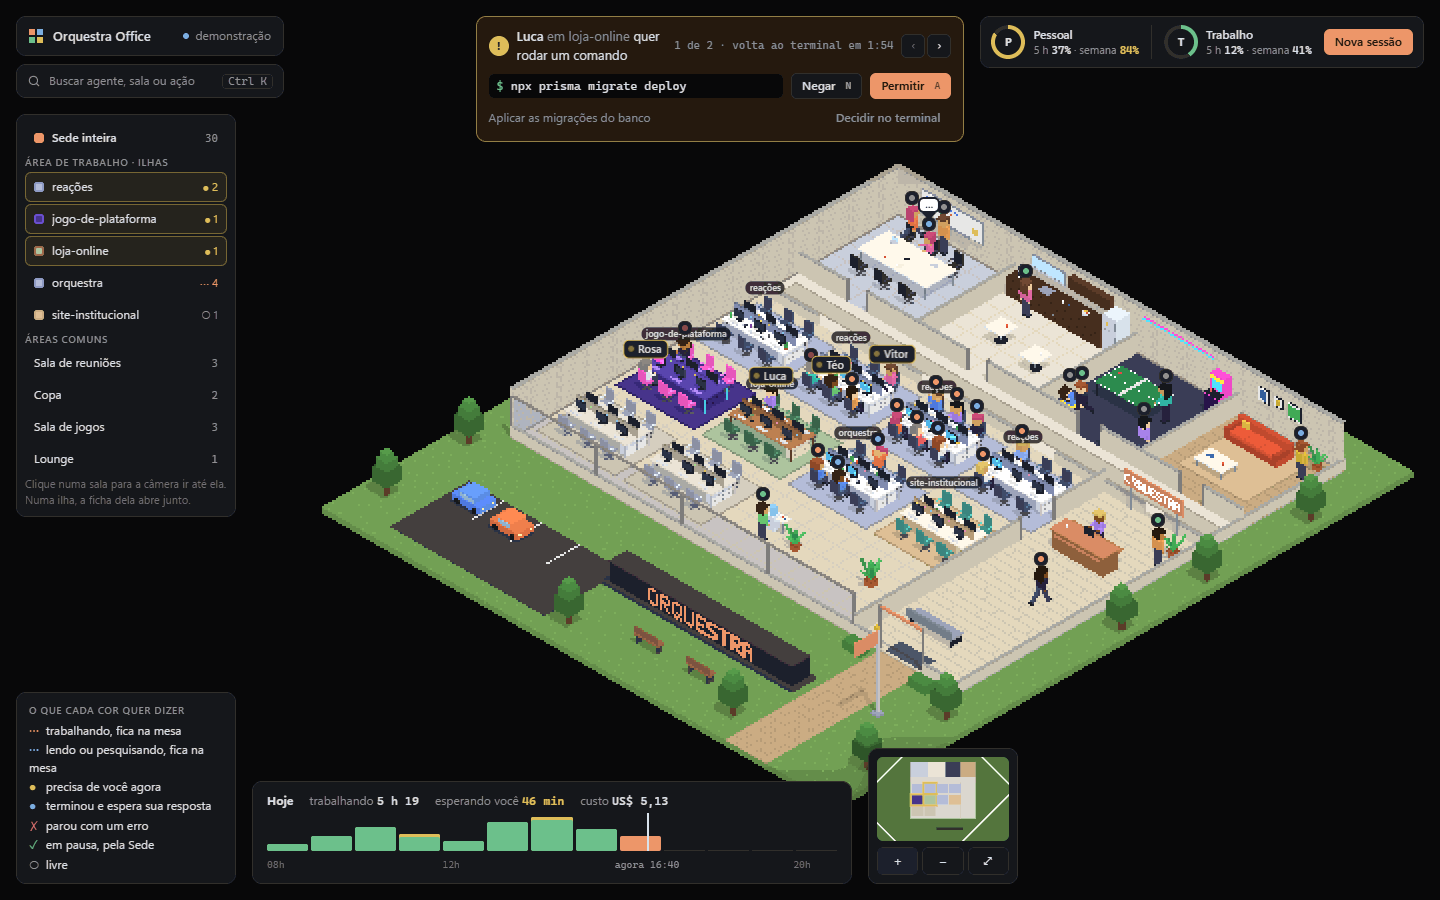 Orquestra Office
demonstração
Buscar agente, sala ou ação
Ctrl K
Sede inteira 30
ÁREA DE TRABALHO · ILHAS
reações 2
jogo-de-plataforma 1
loja-online 1
orquestra 4
site-institucional 1
ÁREAS COMUNS
Sala de reuniões 3
Copa 2
Sala de jogos 3
Lounge 1
Clique numa sala para a câmera ir até ela.
Numa ilha, a ficha dela abre junto.
O QUE CADA COR QUER DIZER
trabalhando, fica na mesa
lendo ou pesquisando, fica na
mesa
precisa de você agora
terminou e espera sua resposta
parou com um erro
em pausa, pela Sede
livre
! Luca em loja-online quer
rodar um comando
1 de 2 · volta ao terminal em 1:54
‹ ›
$ npx prisma migrate deploy
Negar N
Permitir A
Aplicar as migrações do banco
Decidir no terminal
P Pessoal
5 h 37% · semana 84%
T Trabalho
5 h 12% · semana 41%
Nova sessão
...
reações
jogo-de-plataforma
Rosa
reações
Vitor
Téo
Luca
loja-online
reações
orquestra
reações
site-institucional
ORQUESTRA
ORQUESTRA
Hoje trabalhando 5 h 19 esperando você 46 min custo US$ 5,13
08h 12h agora 16:40 20h
+ −